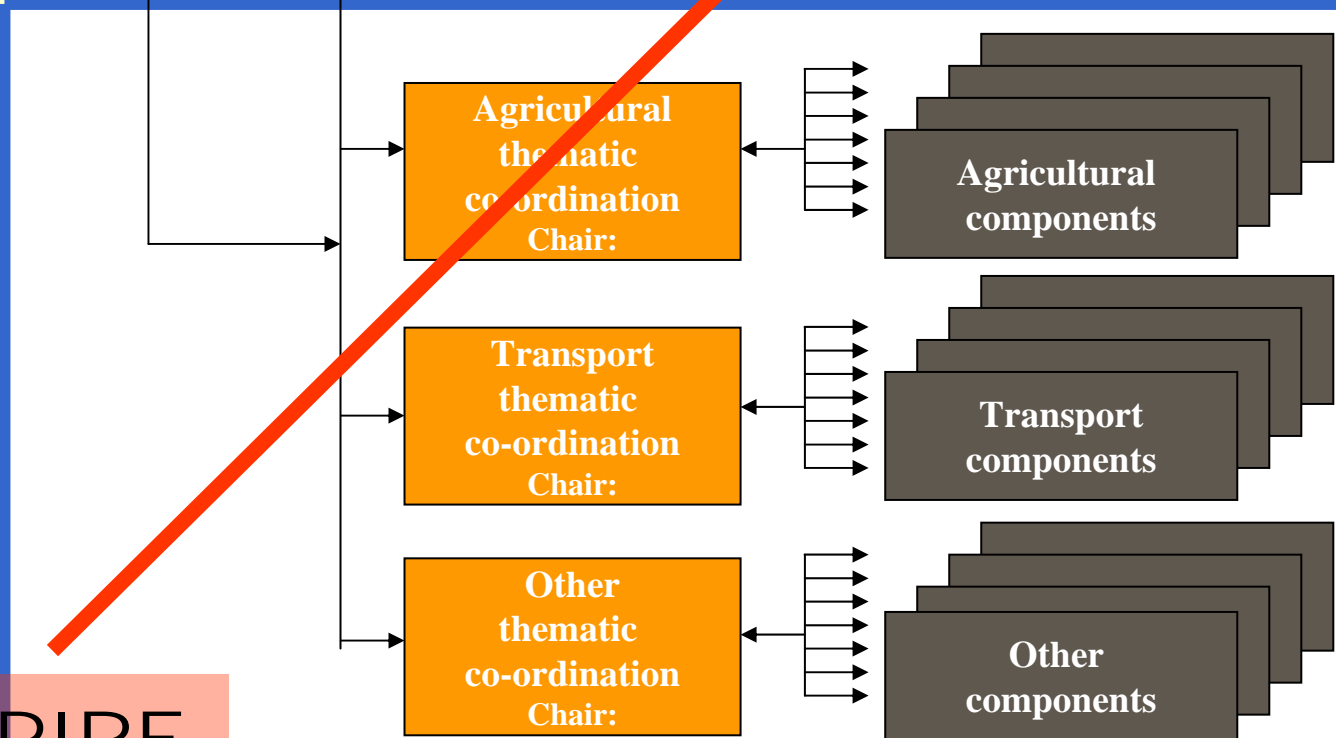 Agricultural
thematic
co-ordination
Chair:
Agricultural
components
Transport
thematic
co-ordination
Chair:
Transport
components
Other
thematic
co-ordination
Chair:
Other
components